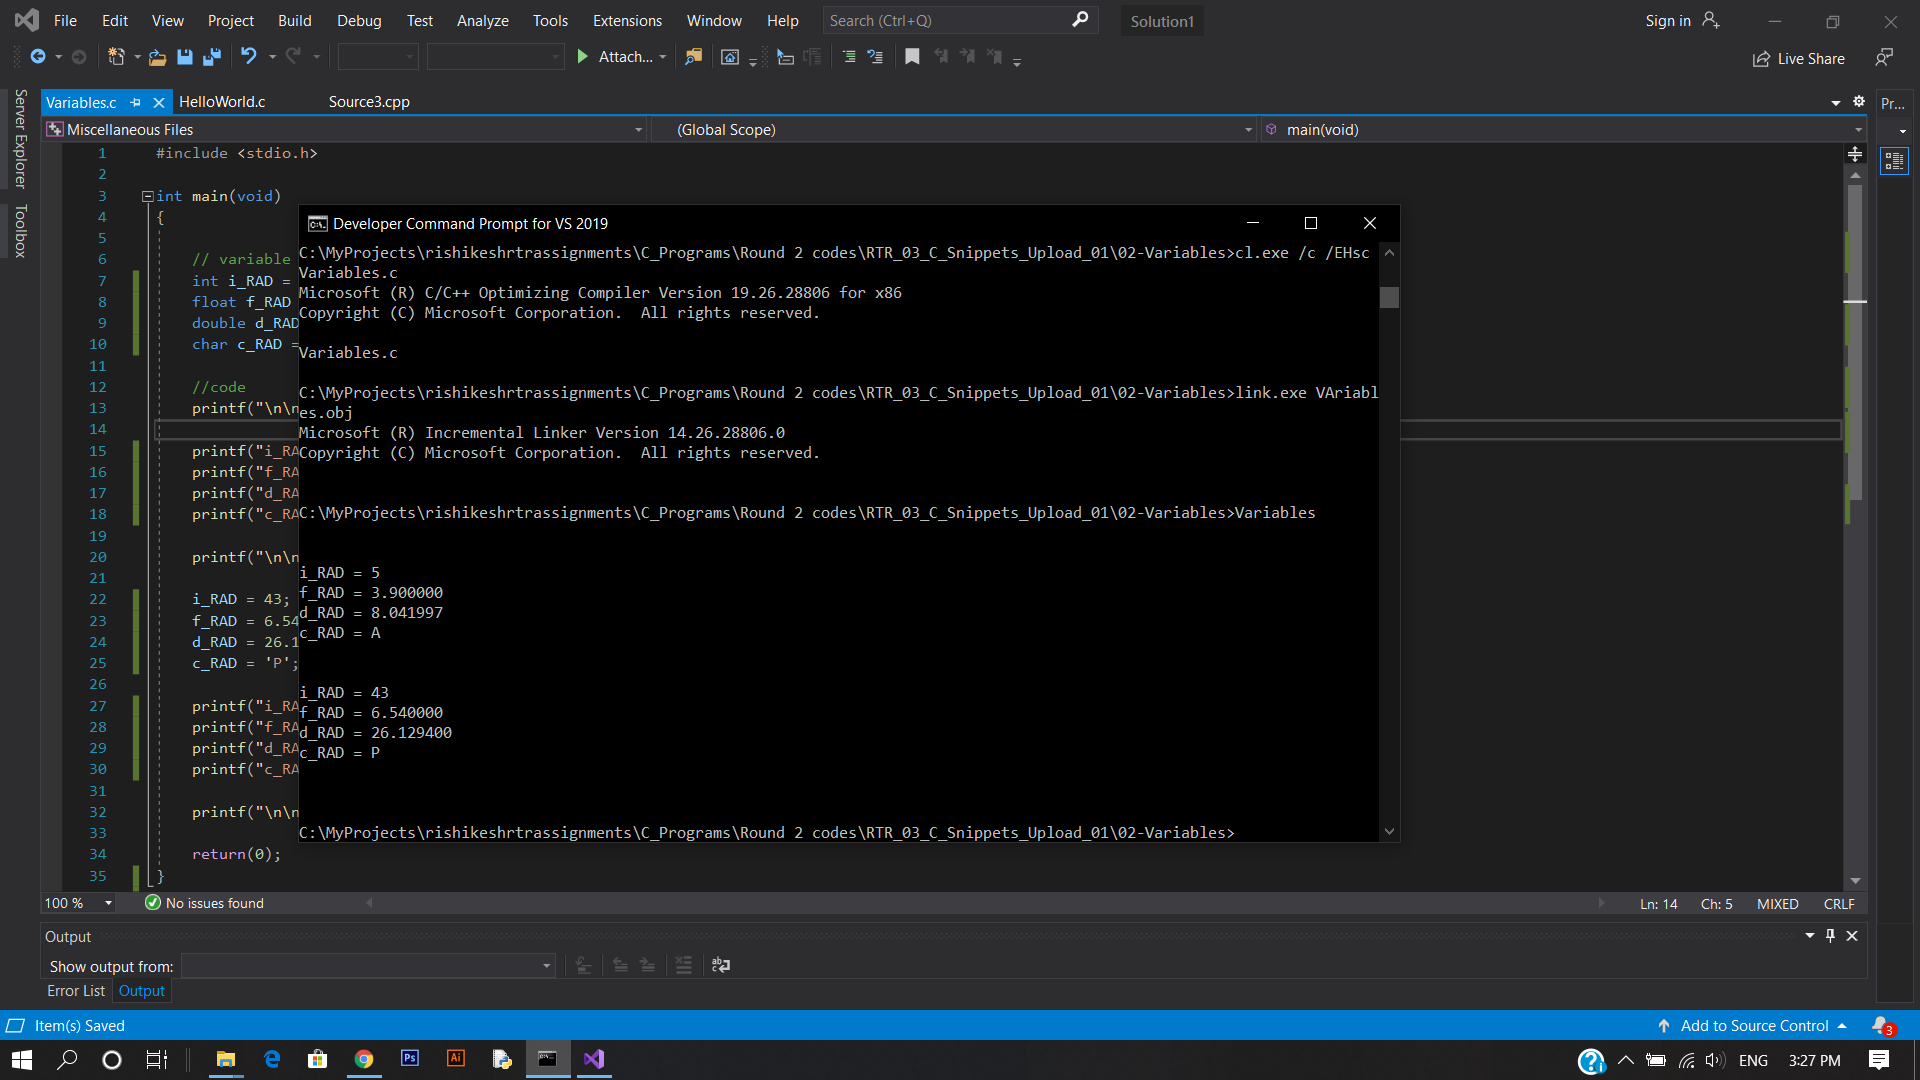 File Edit View Project Build Debug Test Analyze Tools Extensions Window Help Search (Ctrl+Q) Solution1 Sign in
Attach... Live Share
Server Explorer
Toolbox
Variables.c HelloWorld.c Source3.cpp Pr...
Miscellaneous Files (Global Scope) main(void)
1 #include <stdio.h>
2
3 int main(void)
4 {
5
6 // variable
7 int i_RAD =
8 float f_RAD
9 double d_RAD
10 char c_RAD =
11
12 //code
13 printf("\n\n
14
15 printf("i_RA
16 printf("f_RA
17 printf("d_RA
18 printf("c_RA
19
20 printf("\n\n
21
22 i_RAD = 43;
23 f_RAD = 6.54
24 d_RAD = 26.1
25 c_RAD = 'P';
26
27 printf("i_RA
28 printf("f_RA
29 printf("d_RA
30 printf("c_RA
31
32 printf("\n\n
33
34 return(0);
35 }
Developer Command Prompt for VS 2019
C:\MyProjects\rishikeshrtrassignments\C_Programs\Round 2 codes\RTR_03_C_Snippets_Upload_01\02-Variables>cl.exe /c /EHsc
Variables.c
Microsoft (R) C/C++ Optimizing Compiler Version 19.26.28806 for x86
Copyright (C) Microsoft Corporation.  All rights reserved.
Variables.c
C:\MyProjects\rishikeshrtrassignments\C_Programs\Round 2 codes\RTR_03_C_Snippets_Upload_01\02-Variables>link.exe VAriabl
es.obj
Microsoft (R) Incremental Linker Version 14.26.28806.0
Copyright (C) Microsoft Corporation.  All rights reserved.
C:\MyProjects\rishikeshrtrassignments\C_Programs\Round 2 codes\RTR_03_C_Snippets_Upload_01\02-Variables>Variables
i_RAD = 5
f_RAD = 3.900000
d_RAD = 8.041997
c_RAD = A
i_RAD = 43
f_RAD = 6.540000
d_RAD = 26.129400
c_RAD = P
C:\MyProjects\rishikeshrtrassignments\C_Programs\Round 2 codes\RTR_03_C_Snippets_Upload_01\02-Variables>
100 % No issues found Ln: 14 Ch: 5 MIXED CRLF
Output
Show output from:
Error List Output
Item(s) Saved Add to Source Control 3
Ps Ai ENG 3:27 PM